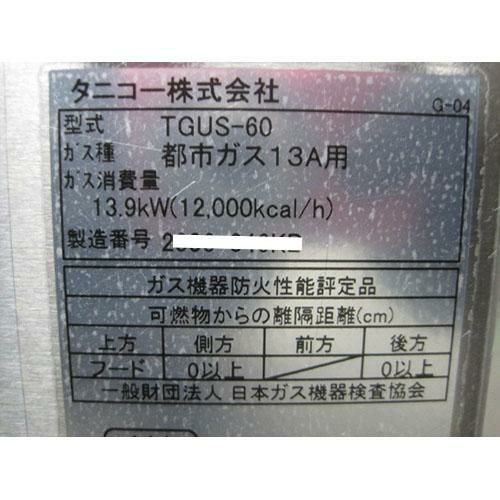 タニコー株式会社
G-04
型式 TGUS-60
ガス種 都市ガス13A用
ガス消費量
13.9kW(12,000kcal/h)
製造番号
ガス機器防火性能評定品
可燃物からの離隔距離(cm)
上方 側方 前方 後方
フード 0以上 0以上
一般財団法人 日本ガス機器検査協会